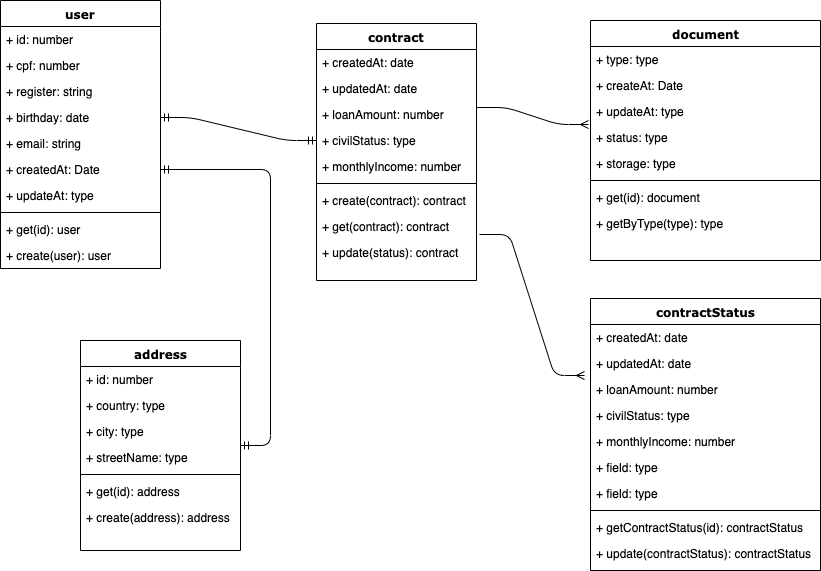 user
+ id: number
+ cpf: number
+ register: string
+ birthday: date
+ email: string
+ createdAt: Date
+ updateAt: type
+ get(id): user
+ create(user): user
contract
+ createdAt: date
+ updatedAt: date
+ loanAmount: number
+ civilStatus: type
+ monthlyIncome: number
+ create(contract): contract
+ get(contract): contract
+ update(status): contract
document
+ type: type
+ createAt: Date
+ updateAt: type
+ status: type
+ storage: type
+ get(id): document
+ getByType(type): type
address
+ id: number
+ country: type
+ city: type
+ streetName: type
+ get(id): address
+ create(address): address
contractStatus
+ createdAt: date
+ updatedAt: date
+ loanAmount: number
+ civilStatus: type
+ monthlyIncome: number
+ field: type
+ field: type
+ getContractStatus(id): contractStatus
+ update(contractStatus): contractStatus